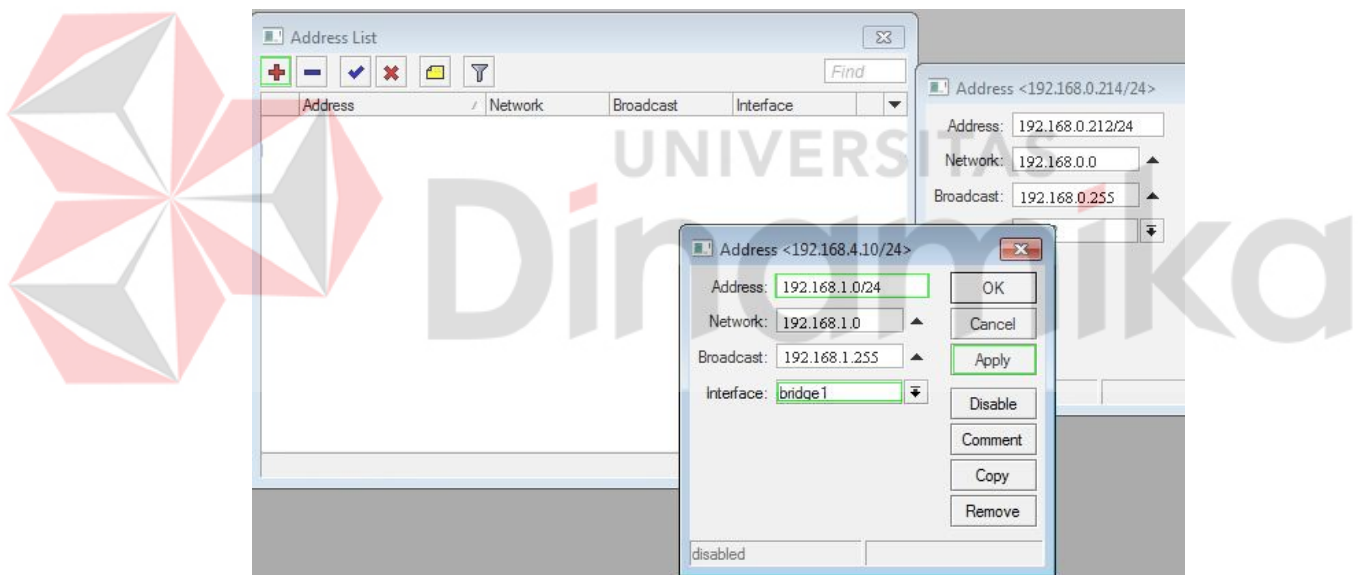 Address List
Find
Address / Network Broadcast Interface
UNIVERSITAS
Dinamika
Address <192.168.0.214/24>
Address: 192.168.0.212/24
Network: 192.168.0.0
Broadcast: 192.168.0.255
Address <192.168.4.10/24>
Address: 192.168.1.0/24
Network: 192.168.1.0
Broadcast: 192.168.1.255
Interface: bridge1
OK
Cancel
Apply
Disable
Comment
Copy
Remove
disabled